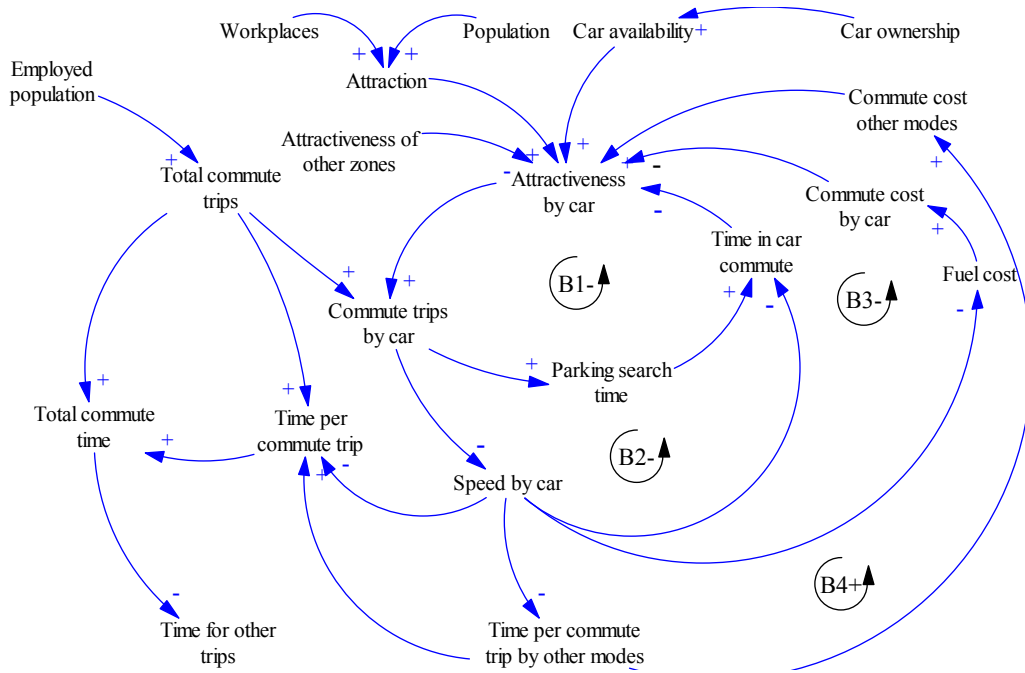 Workplaces
Population
Car availability
+
Car ownership
+
+
Employed
population
Attraction
Commute cost
other modes
Attractiveness of
other zones
+
+
+
-
+
+
-
Attractiveness
by car
+
Total commute
trips
Commute cost
by car
-
Time in car
commute
+
B1-
B3-
Fuel cost
+
+
+
-
-
Commute trips
by car
+
Parking search
time
+
+
Total commute
time
Time per
commute trip
+
-
+
-
B2-
Speed by car
B4+
-
-
Time for other
trips
Time per commute
trip by other modes